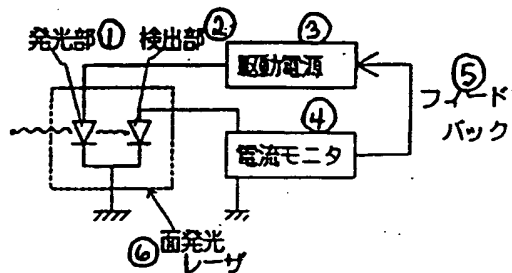 発光部① 検出部② ③
駆動電源
④
電流モニタ
⑤
フィード
バック
⑥ 面発光
レーザ